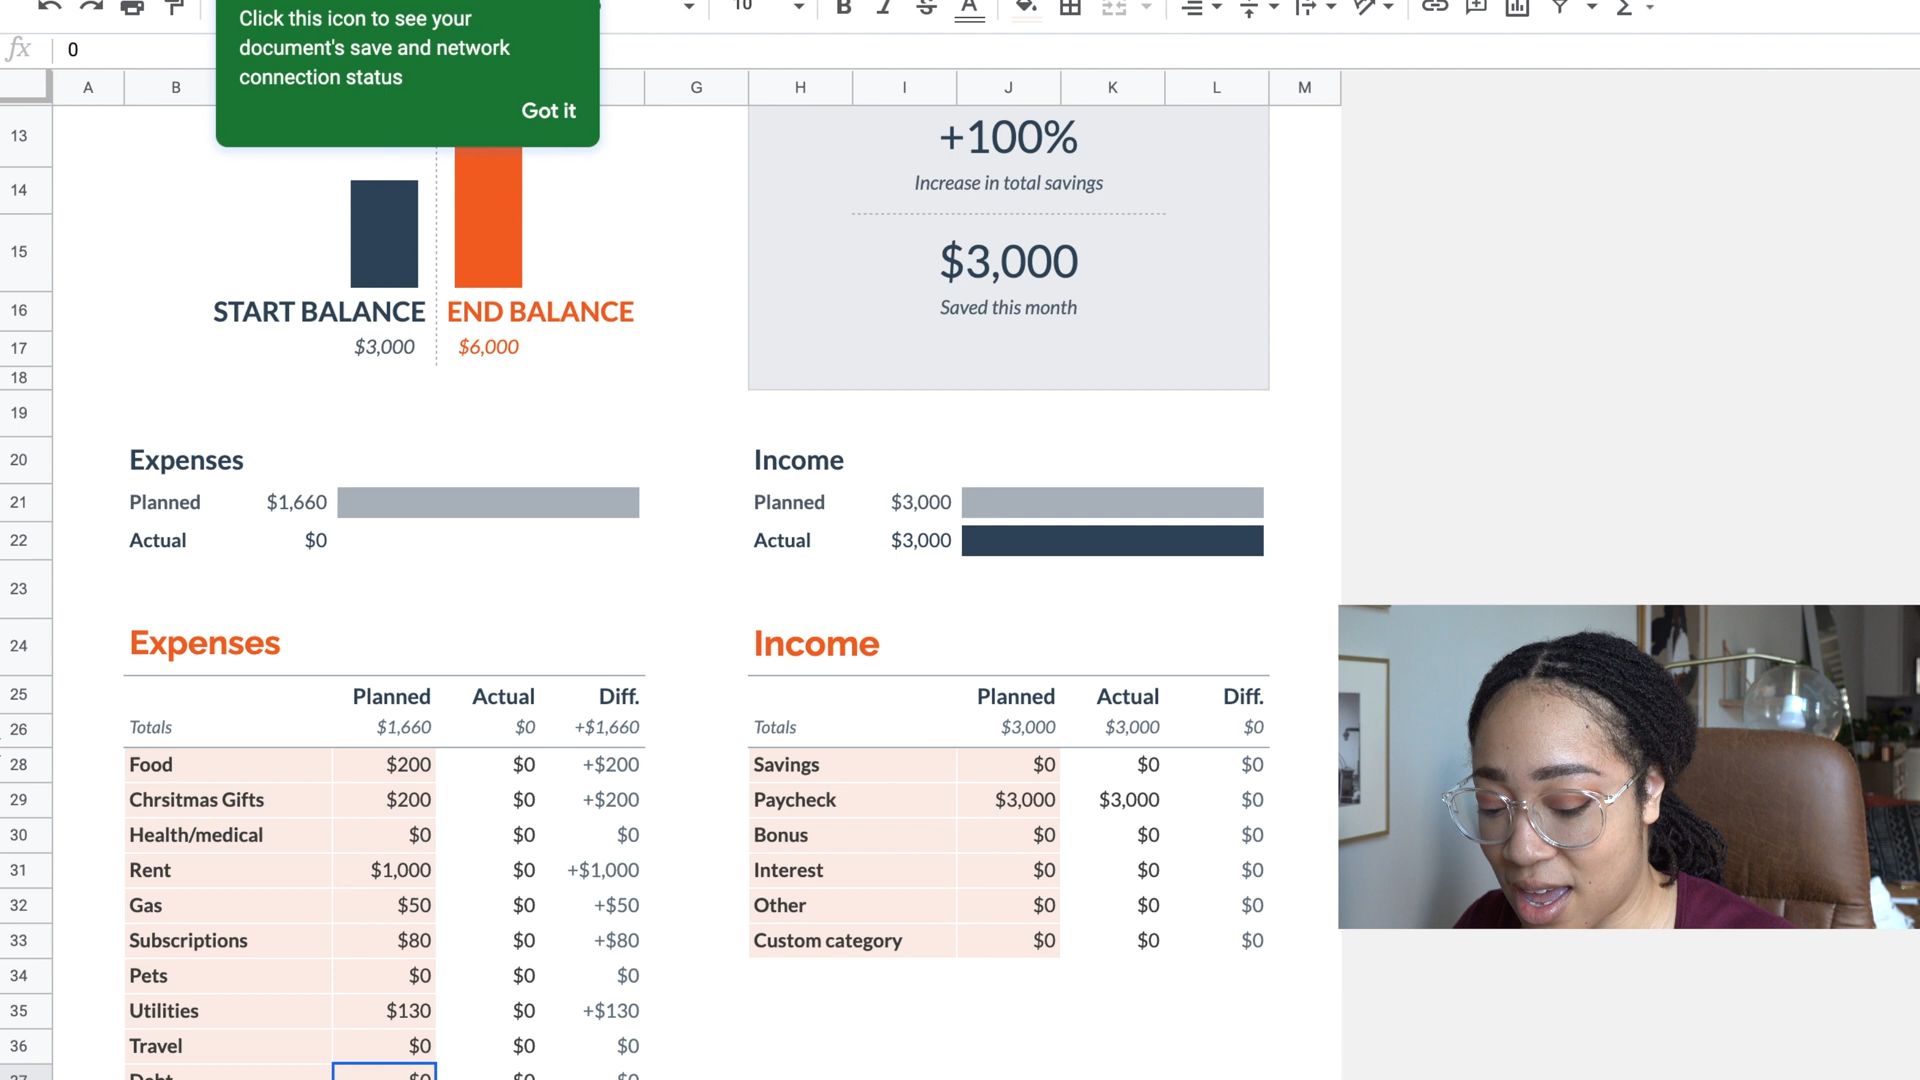 Click this icon to see your
document's save and network
connection status
Got it
10
B
fx 0
A B G H I J K L M
13
+100%
14
Increase in total savings
15
$3,000
16
START BALANCE END BALANCE
Saved this month
17
$3,000 $6,000
18
19
20 Expenses Income
21 Planned $1,660 Planned $3,000
22 Actual $0 Actual $3,000
23
24 Expenses Income
25 Planned Actual Diff. Planned Actual Diff.
26 Totals $1,660 $0 +$1,660 Totals $3,000 $3,000 $0
28 Food $200 $0 +$200 Savings $0 $0 $0
29 Chrsitmas Gifts $200 $0 +$200 Paycheck $3,000 $3,000 $0
30 Health/medical $0 $0 $0 Bonus $0 $0 $0
31 Rent $1,000 $0 +$1,000 Interest $0 $0 $0
32 Gas $50 $0 +$50 Other $0 $0 $0
33 Subscriptions $80 $0 +$80 Custom category $0 $0 $0
34 Pets $0 $0 $0
35 Utilities $130 $0 +$130
36 Travel $0 $0 $0
37 Debt $0 $0 $0